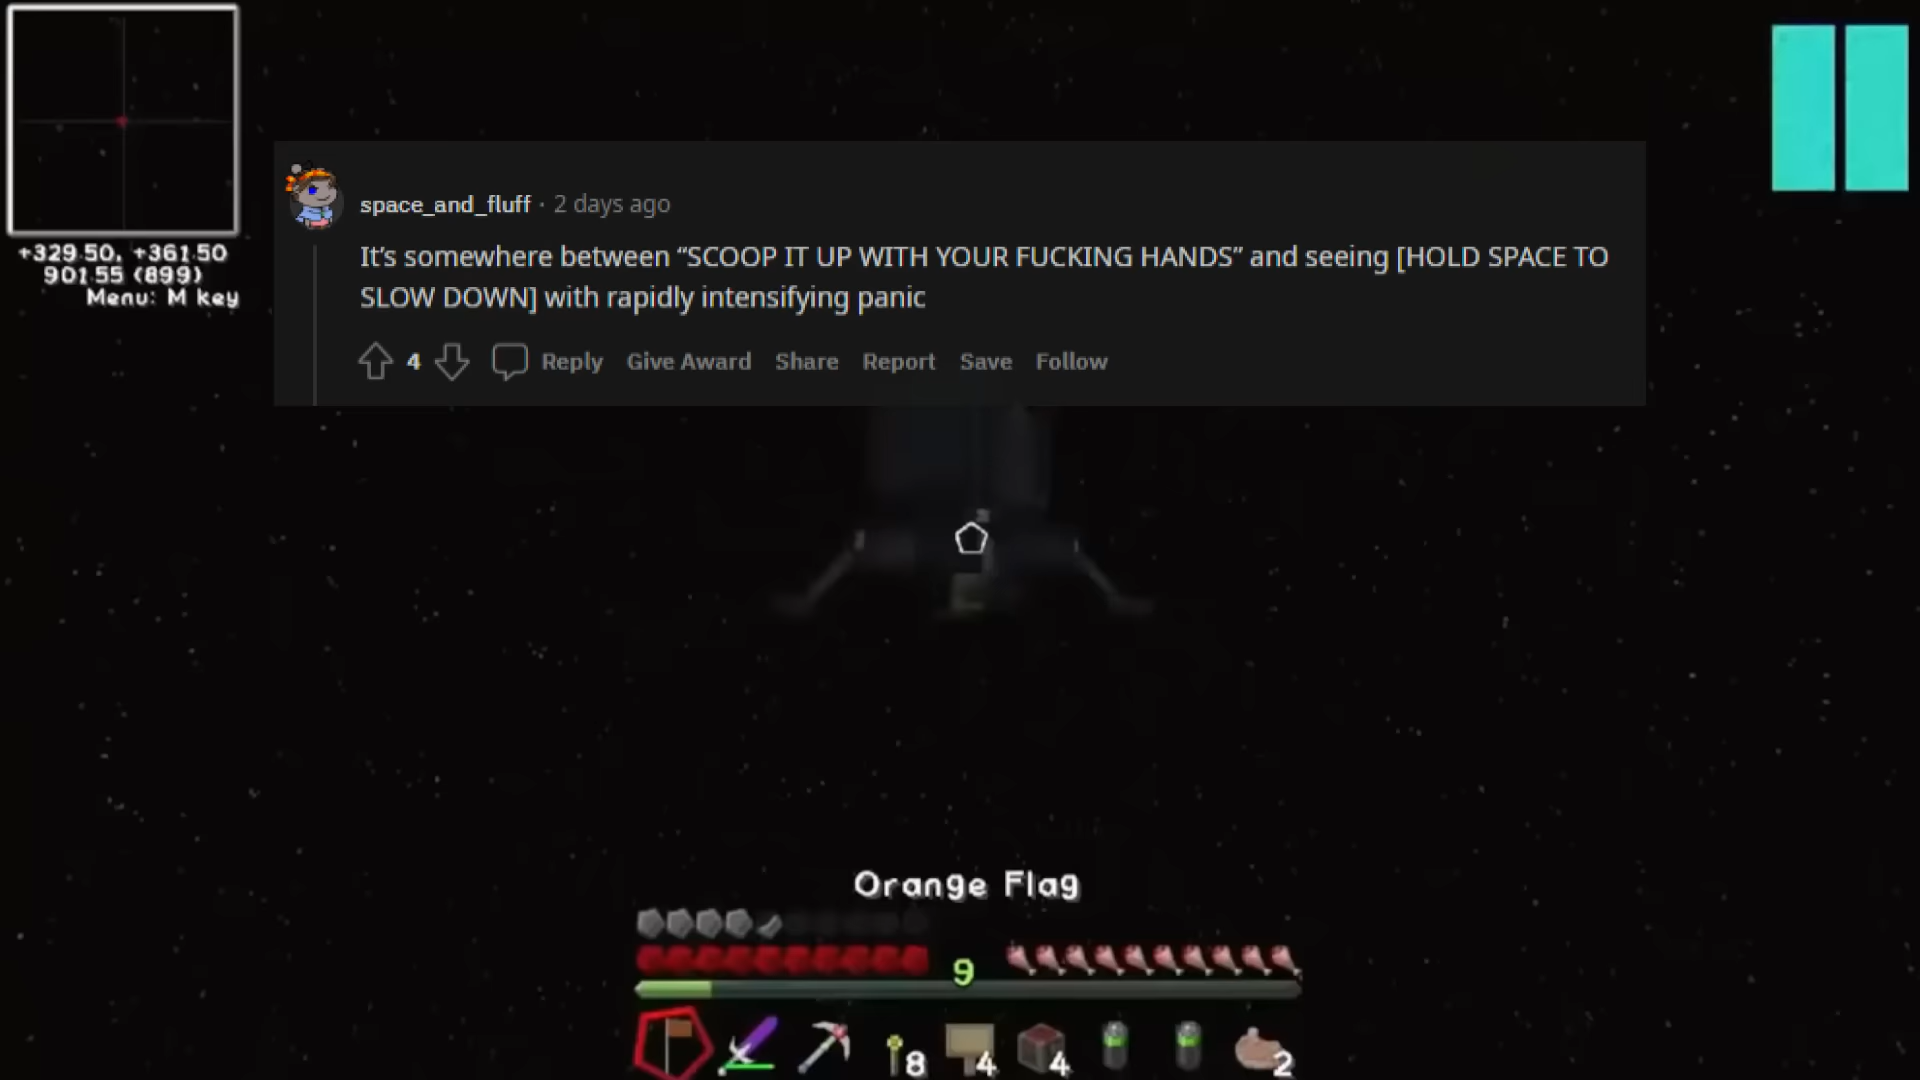 +329.50, +361.50
901.55 (899)
Menu: M key
space_and_fluff · 2 days ago
It’s somewhere between “SCOOP IT UP WITH YOUR FUCKING HANDS” and seeing [HOLD SPACE TO
SLOW DOWN] with rapidly intensifying panic
4 Reply Give Award Share Report Save Follow
Orange Flag
9
8 4 4 2